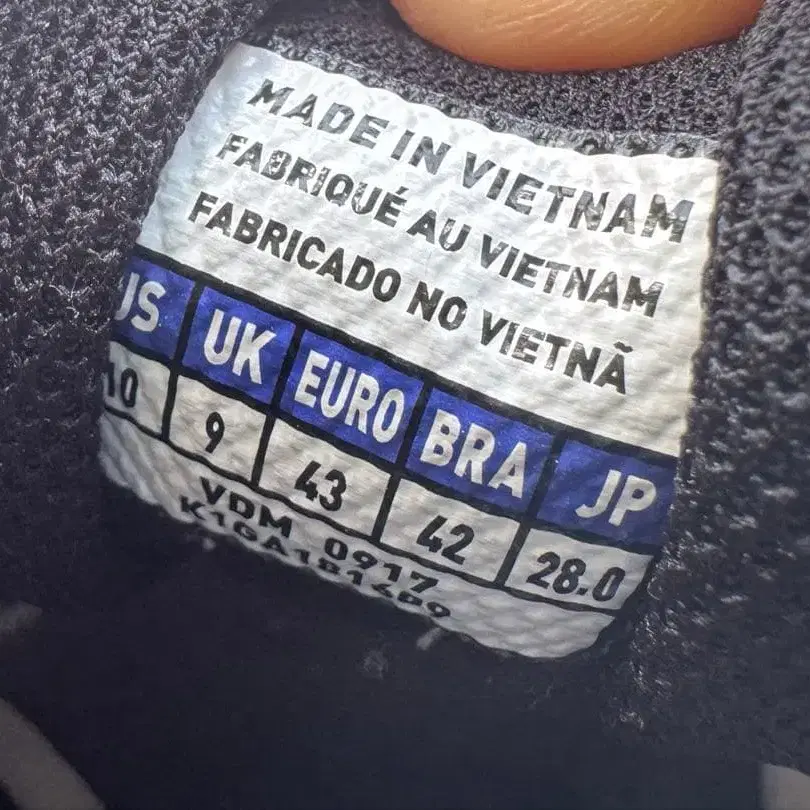 MADE IN VIETNAM
FABRIQUÉ AU VIETNAM
FABRICADO NO VIETNÃ
US UK EURO BRA JP
10 9 43 42 28.0
VDM 0917
K1GA181689